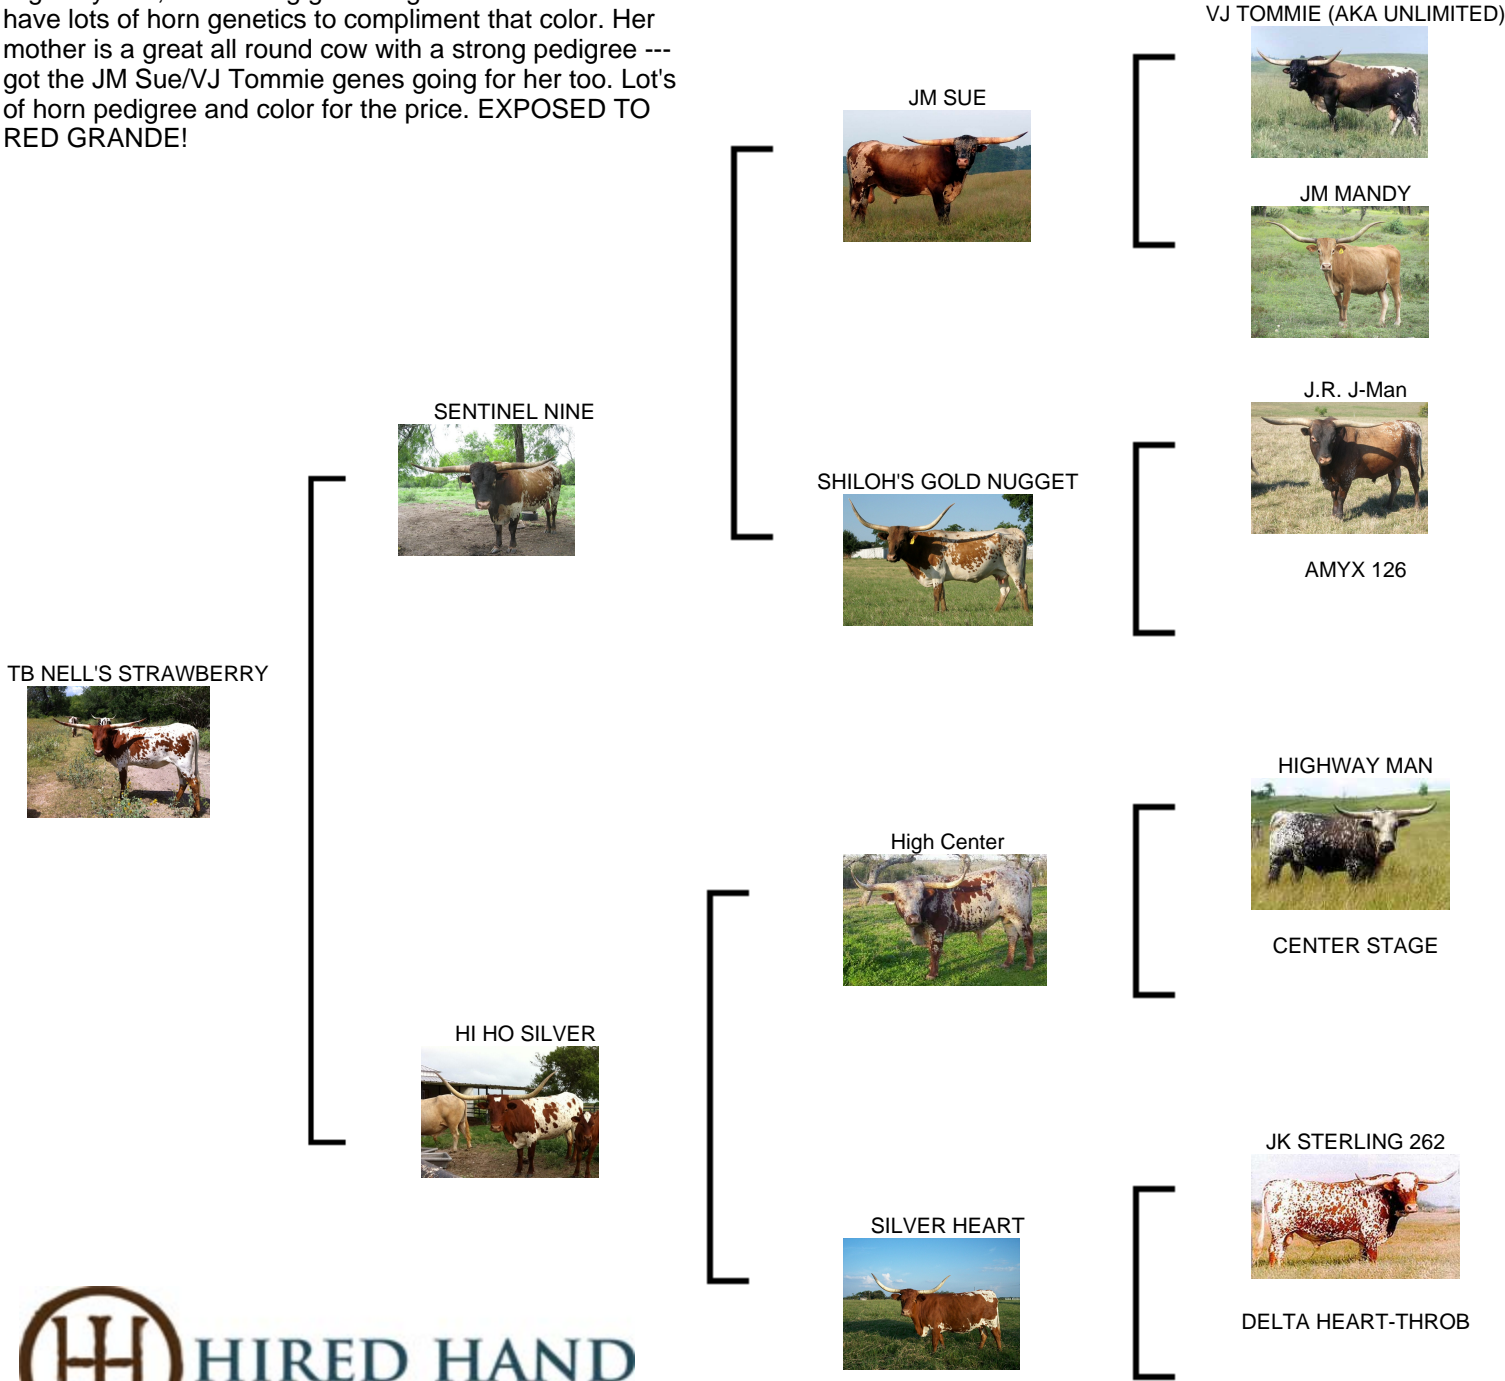 have lots of horn genetics to compliment that color. Her
mother is a great all round cow with a strong pedigree ---
got the JM Sue/VJ Tommie genes going for her too. Lot's
of horn pedigree and color for the price. EXPOSED TO
RED GRANDE!
VJ TOMMIE (AKA UNLIMITED)
JM SUE
JM MANDY
J.R. J-Man
SENTINEL NINE
SHILOH'S GOLD NUGGET
AMYX 126
TB NELL'S STRAWBERRY
HIGHWAY MAN
High Center
CENTER STAGE
HI HO SILVER
JK STERLING 262
SILVER HEART
DELTA HEART-THROB
HIRED HAND